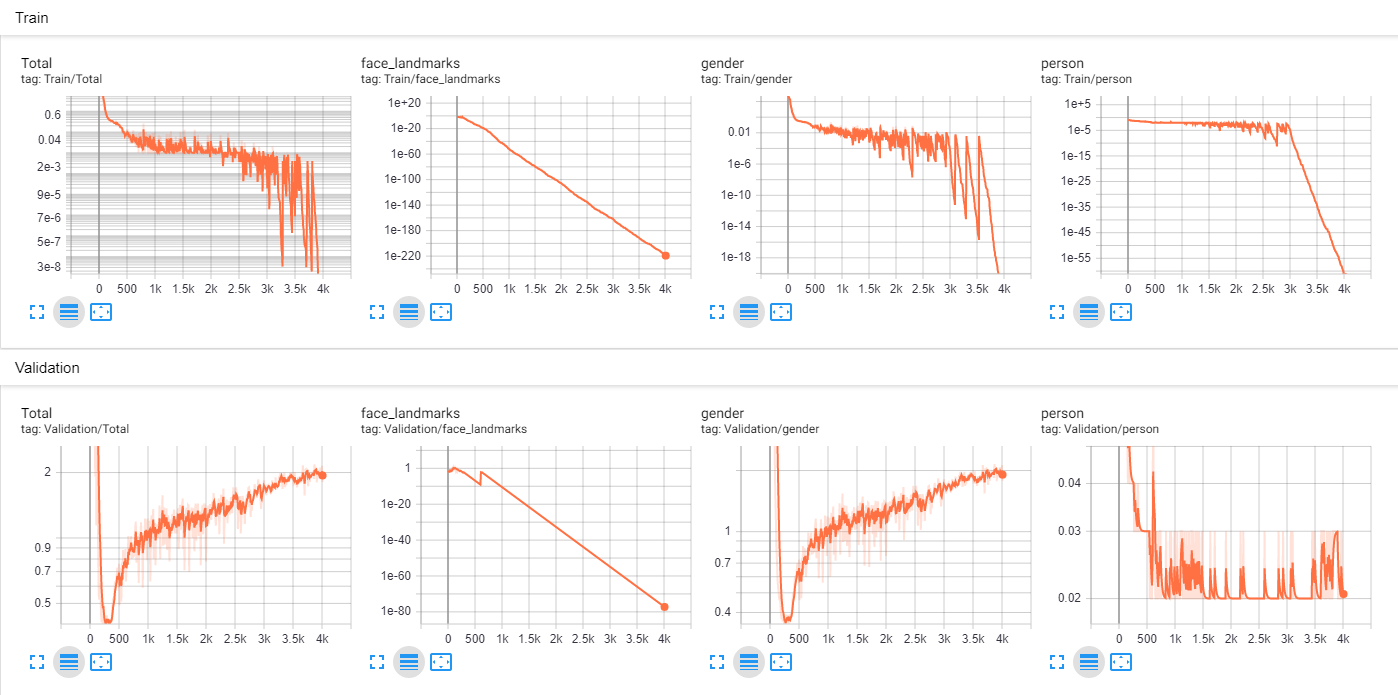 Train
Total
tag: Train/Total
0.6
0.04
2e-3
9e-5
7e-6
5e-7
3e-8
0 500 1k 1.5k 2k 2.5k 3k 3.5k 4k
face_landmarks
tag: Train/face_landmarks
1e+20
1e-20
1e-60
1e-100
1e-140
1e-180
1e-220
0 500 1k 1.5k 2k 2.5k 3k 3.5k 4k
gender
tag: Train/gender
0.01
1e-6
1e-10
1e-14
1e-18
0 500 1k 1.5k 2k 2.5k 3k 3.5k 4k
person
tag: Train/person
1e+5
1e-5
1e-15
1e-25
1e-35
1e-45
1e-55
0 500 1k 1.5k 2k 2.5k 3k 3.5k 4k
Validation
Total
tag: Validation/Total
2
0.9
0.7
0.5
0 500 1k 1.5k 2k 2.5k 3k 3.5k 4k
face_landmarks
tag: Validation/face_landmarks
1
1e-20
1e-40
1e-60
1e-80
0 500 1k 1.5k 2k 2.5k 3k 3.5k 4k
gender
tag: Validation/gender
1
0.7
0.4
0 500 1k 1.5k 2k 2.5k 3k 3.5k 4k
person
tag: Validation/person
0.04
0.03
0.02
0 500 1k 1.5k 2k 2.5k 3k 3.5k 4k